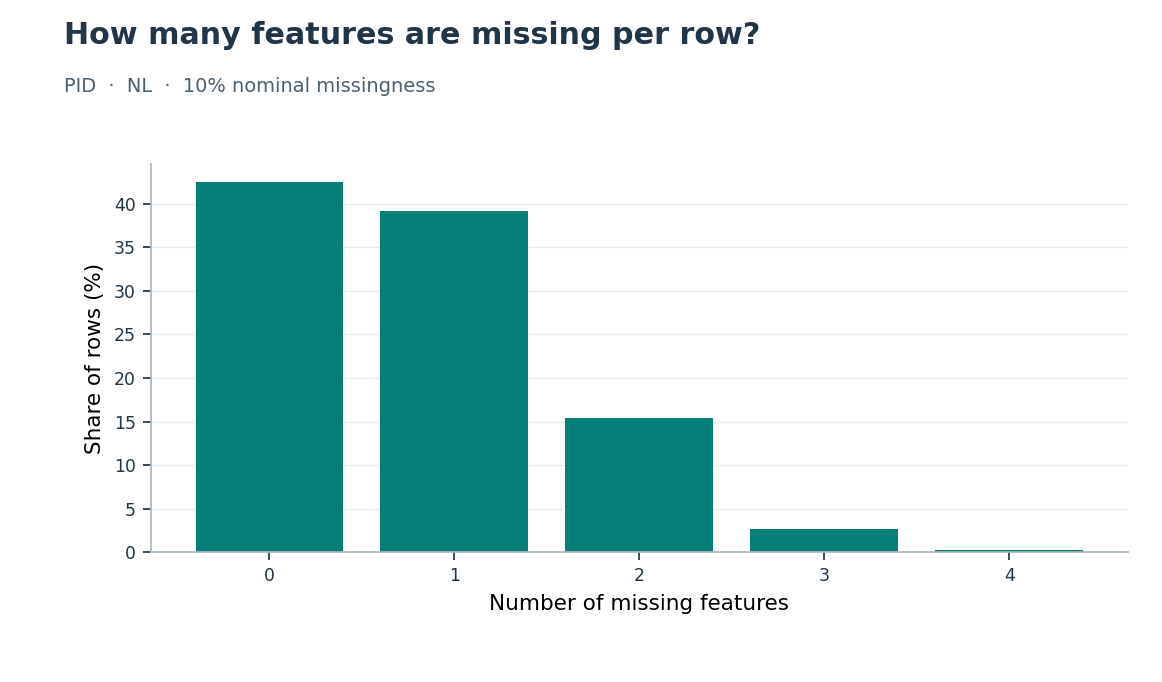 How many features are missing per row?
PID · NL · 10% nominal missingness
Share of rows (%)
40
35
30
25
20
15
10
5
0
0 1 2 3 4
Number of missing features